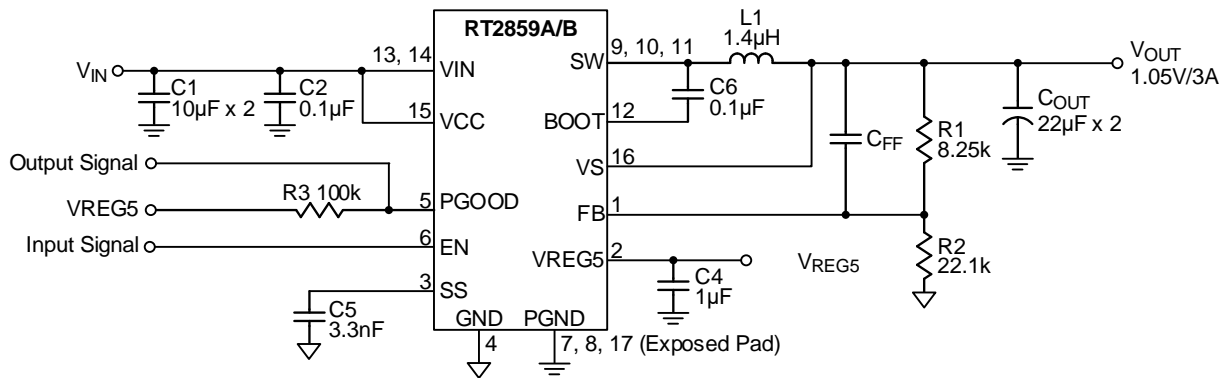 RT2859A/B
V_IN
C1
10µF x 2
C2
0.1µF
13, 14
VIN
15
VCC
Output Signal
VREG5
R3 100k
5
PGOOD
Input Signal
6
EN
3
SS
C5
3.3nF
GND
4
PGND
7, 8, 17 (Exposed Pad)
SW
9, 10, 11
L1
1.4µH
C6
0.1µF
BOOT
12
VS
16
FB
1
VREG5
2
C4
1µF
V_REG5
C_FF
R1
8.25k
R2
22.1k
C_OUT
22µF x 2
V_OUT
1.05V/3A